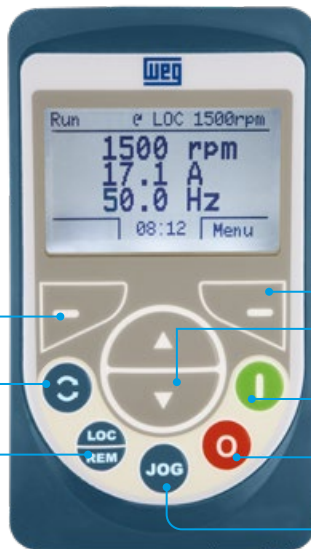 weg
Run LOC 1500rpm
1500 rpm
17.1 A
50.0 Hz
08:12 Menu
LOC
REM
JOG